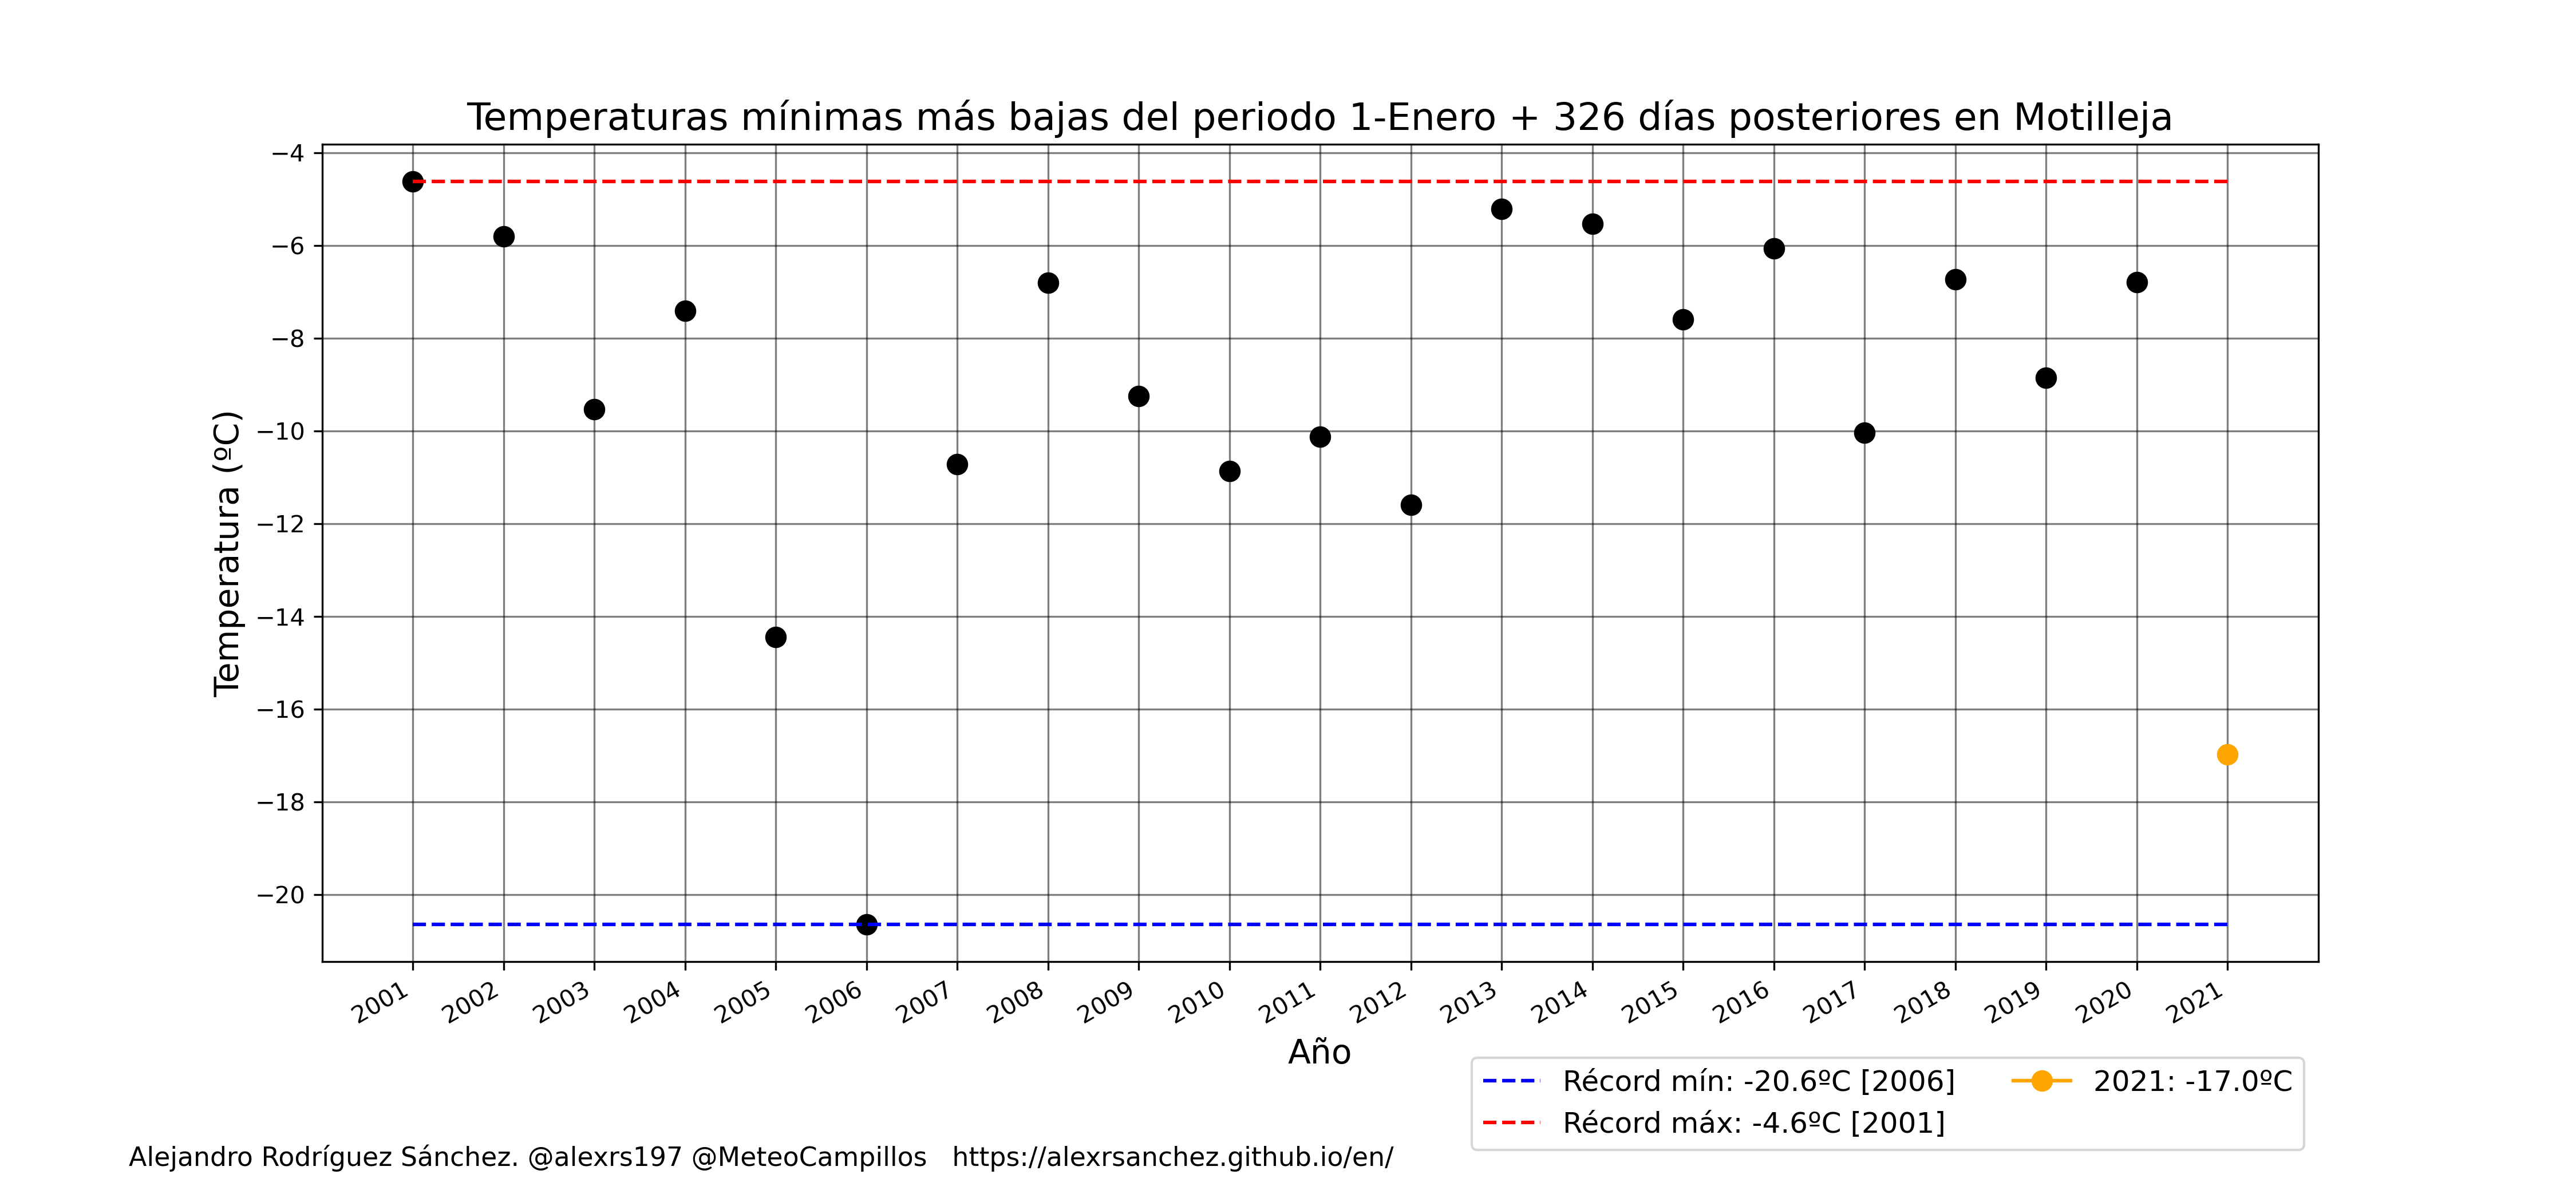 Temperaturas mínimas más bajas del periodo 1-Enero + 326 días posteriores en Motilleja
Temperatura (ºC)
−4
−6
−8
−10
−12
−14
−16
−18
−20
2001 2002 2003 2004 2005 2006 2007 2008 2009 2010 2011 2012 2013 2014 2015 2016 2017 2018 2019 2020 2021
Año
Récord mín: -20.6ºC [2006]
Récord máx: -4.6ºC [2001]
2021: -17.0ºC
Alejandro Rodríguez Sánchez. @alexrs197 @MeteoCampillos https://alexrsanchez.github.io/en/